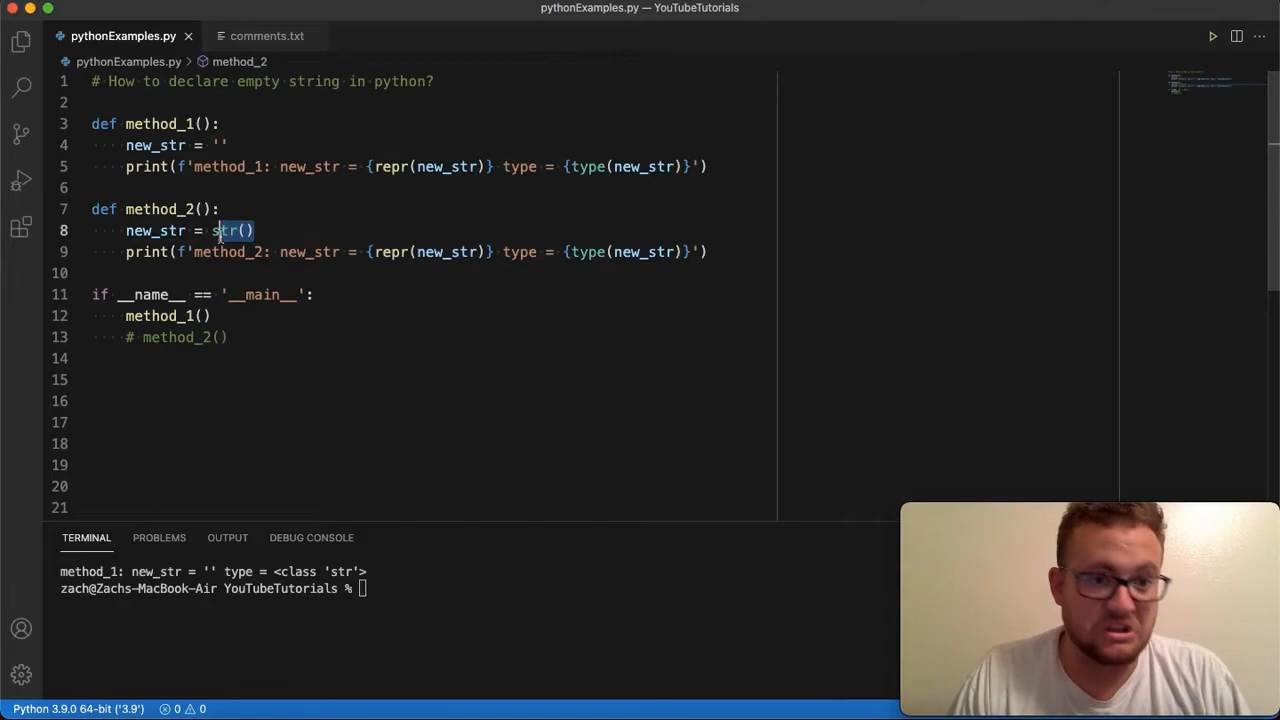 pythonExamples.py — YouTubeTutorials
pythonExamples.py
comments.txt
pythonExamples.py > method_2
1 # How to declare empty string in python?
2
3 def method_1():
4 new_str = ''
5 print(f'method_1: new_str = {repr(new_str)} type = {type(new_str)}')
6
7 def method_2():
8 new_str = str()
9 print(f'method_2: new_str = {repr(new_str)} type = {type(new_str)}')
10
11 if __name__ == '__main__':
12 method_1()
13 # method_2()
14
15
16
17
18
19
20
21
TERMINAL PROBLEMS OUTPUT DEBUG CONSOLE
method_1: new_str = '' type = <class 'str'>
zach@Zachs-MacBook-Air YouTubeTutorials %
Python 3.9.0 64-bit ('3.9') 0 0